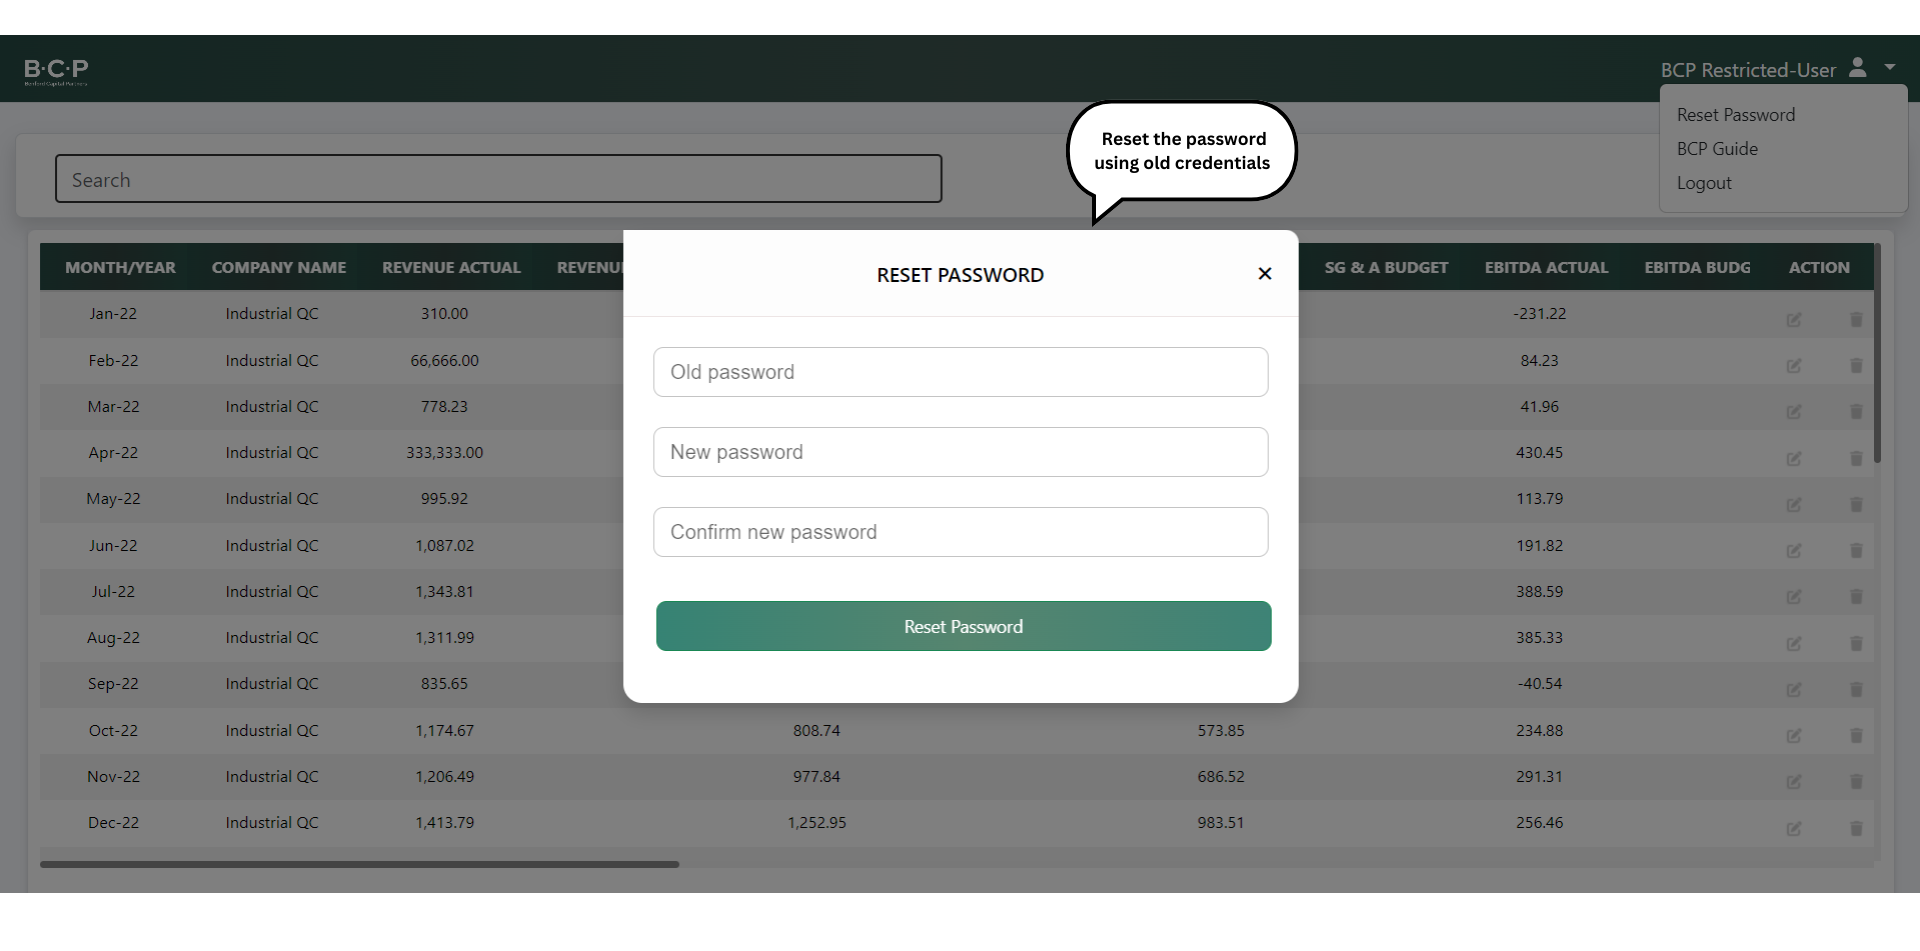 B·C·P
Benford Capital Partners
BCP Restricted-User
Reset Password
BCP Guide
Logout
Reset the password
using old credentials
Search
MONTH/YEAR COMPANY NAME REVENUE ACTUAL SG & A BUDGET EBITDA ACTUAL EBITDA BUDG ACTION
RESET PASSWORD
Old password
New password
Confirm new password
Reset Password
Jan-22 Industrial QC 310.00 -231.22
Feb-22 Industrial QC 66,666.00 84.23
Mar-22 Industrial QC 778.23 41.96
Apr-22 Industrial QC 333,333.00 430.45
May-22 Industrial QC 995.92 113.79
Jun-22 Industrial QC 1,087.02 191.82
Jul-22 Industrial QC 1,343.81 388.59
Aug-22 Industrial QC 1,311.99 385.33
Sep-22 Industrial QC 835.65 -40.54
Oct-22 Industrial QC 1,174.67 808.74 573.85 234.88
Nov-22 Industrial QC 1,206.49 977.84 686.52 291.31
Dec-22 Industrial QC 1,413.79 1,252.95 983.51 256.46